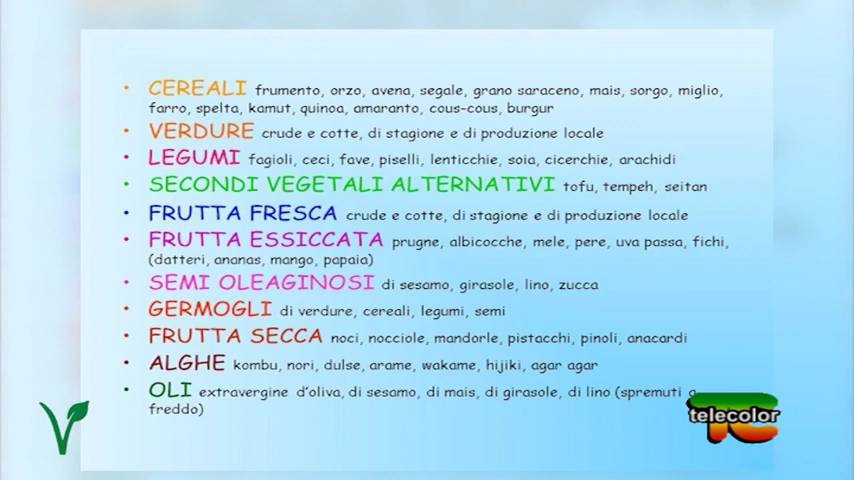 • CEREALI frumento, orzo, avena, segale, grano saraceno, mais, sorgo, miglio,
farro, spelta, kamut, quinoa, amaranto, cous-cous, burgur
• VERDURE crude e cotte, di stagione e di produzione locale
• LEGUMI fagioli, ceci, fave, piselli, lenticchie, soia, cicerchie, arachidi
• SECONDI VEGETALI ALTERNATIVI tofu, tempeh, seitan
• FRUTTA FRESCA crude e cotte, di stagione e di produzione locale
• FRUTTA ESSICCATA prugne, albicocche, mele, pere, uva passa, fichi,
(datteri, ananas, mango, papaia)
• SEMI OLEAGINOSI di sesamo, girasole, lino, zucca
• GERMOGLI di verdure, cereali, legumi, semi
• FRUTTA SECCA noci, nocciole, mandorle, pistacchi, pinoli, anacardi
• ALGHE kombu, nori, dulse, arame, wakame, hijiki, agar agar
• OLI extravergine d'oliva, di sesamo, di mais, di girasole, di lino (spremuti a
freddo)
telecolor